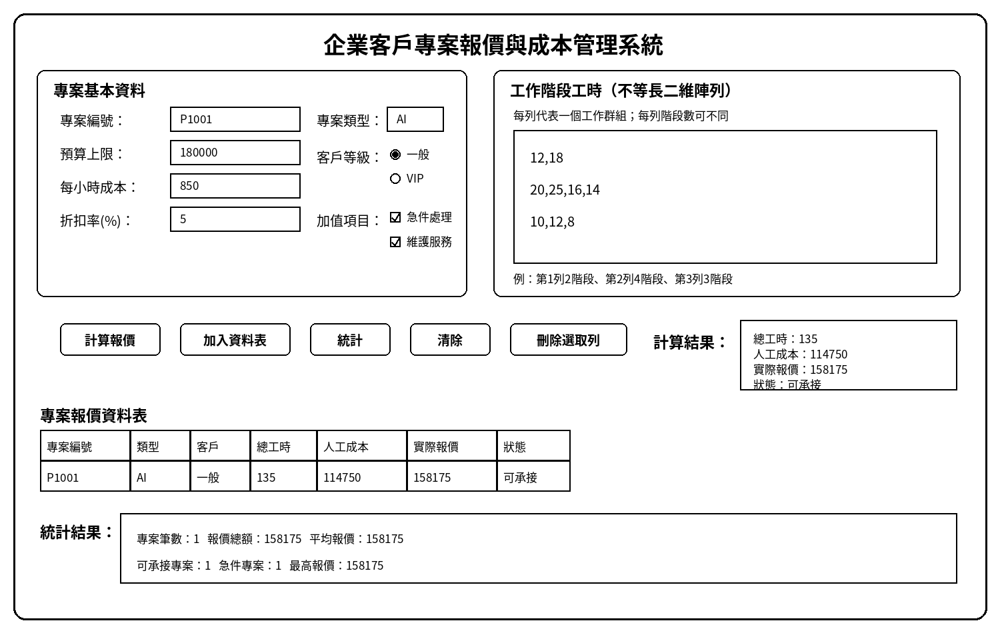 企業客戶專案報價與成本管理系統
專案基本資料
專案編號：
P1001
專案類型：
AI
預算上限：
180000
客戶等級：
一般
VIP
每小時成本：
850
折扣率(%)：
5
加值項目：
急件處理
維護服務
工作階段工時（不等長二維陣列）
每列代表一個工作群組；每列階段數可不同
12,18
20,25,16,14
10,12,8
例：第1列2階段、第2列4階段、第3列3階段
計算報價
加入資料表
統計
清除
刪除選取列
計算結果：
總工時：135
人工成本：114750
實際報價：158175
狀態：可承接
專案報價資料表
專案編號 類型 客戶 總工時 人工成本 實際報價 狀態
P1001 AI 一般 135 114750 158175 可承接
統計結果：
專案筆數：1 報價總額：158175 平均報價：158175
可承接專案：1 急件專案：1 最高報價：158175